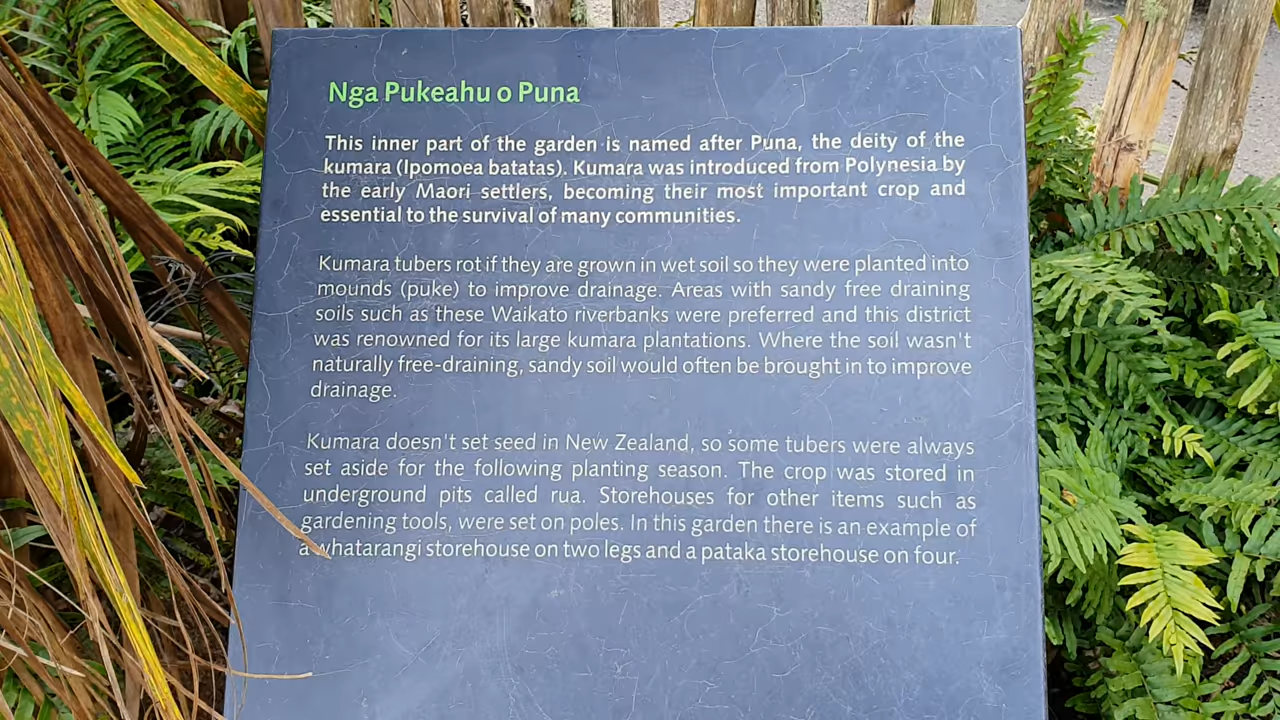 Nga Pukeahu o Puna
This inner part of the garden is named after Puna, the deity of the
kumara (Ipomoea batatas). Kumara was introduced from Polynesia by
the early Maori settlers, becoming their most important crop and
essential to the survival of many communities.
Kumara tubers rot if they are grown in wet soil so they were planted into
mounds (puke) to improve drainage. Areas with sandy free draining
soils such as these Waikato riverbanks were preferred and this district
was renowned for its large kumara plantations. Where the soil wasn't
naturally free-draining, sandy soil would often be brought in to improve
drainage.
Kumara doesn't set seed in New Zealand, so some tubers were always
set aside for the following planting season. The crop was stored in
underground pits called rua. Storehouses for other items such as
gardening tools, were set on poles. In this garden there is an example of
a whatarangi storehouse on two legs and a pataka storehouse on four.